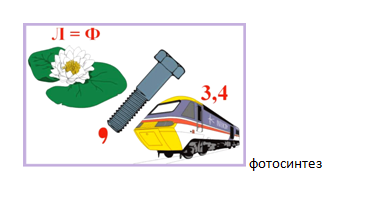 Л = Ф
,
3,4
фотосинтез